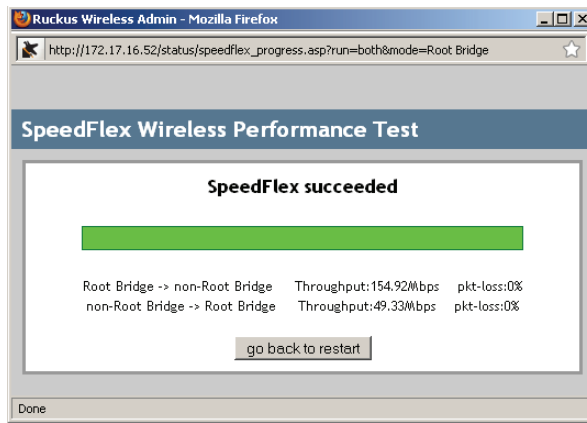 Ruckus Wireless Admin - Mozilla Firefox
http://172.17.16.52/status/speedflex_progress.asp?run=both&mode=Root Bridge
SpeedFlex Wireless Performance Test
SpeedFlex succeeded
Root Bridge -> non-Root Bridge Throughput:154.92Mbps pkt-loss:0%
non-Root Bridge -> Root Bridge Throughput:49.33Mbps pkt-loss:0%
go back to restart
Done